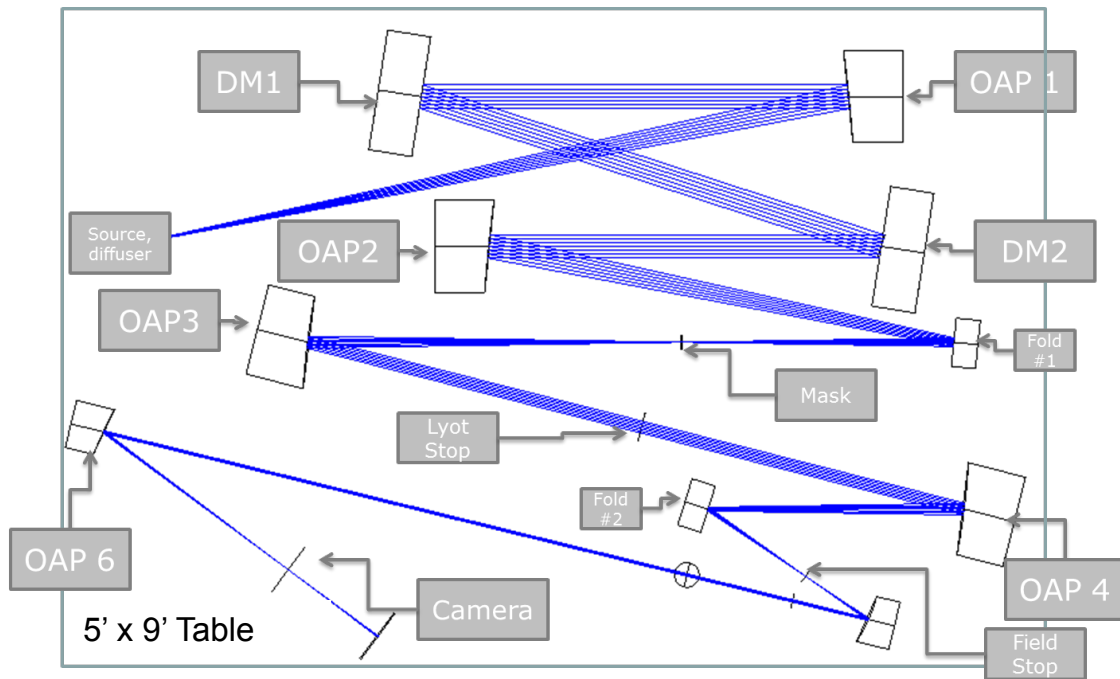 DM1
OAP 1
Source,
diffuser
OAP2
DM2
OAP3
Fold
#1
Mask
Lyot
Stop
Fold
#2
OAP 6
Camera
OAP 4
5’ x 9’ Table
Field
Stop